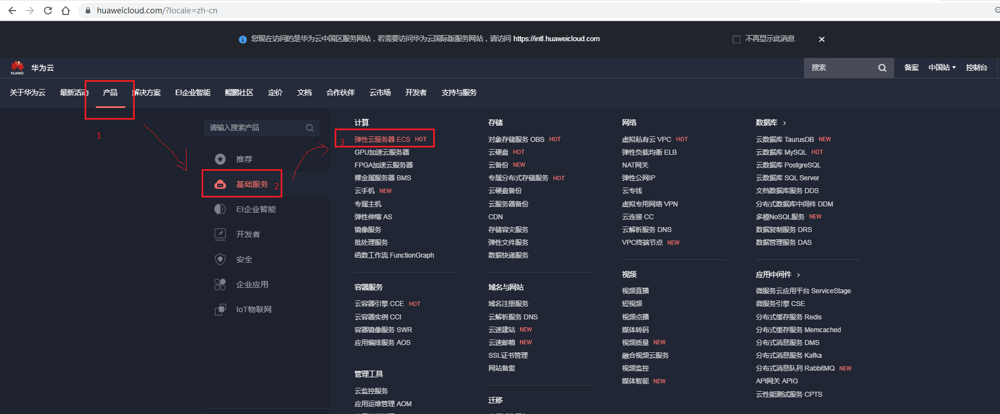 huaweicloud.com/?locale=zh-cn
您现在访问的是华为云中国区服务网站，若需要访问华为云国际版服务网站，请访问 https://intl.huaweicloud.com
不再显示此消息
HUAWEI
华为云
搜索
备案 中国站 控制台
关于华为云 最新活动 产品 解决方案 EI企业智能 鲲鹏社区 定价 文档 合作伙伴 云市场 开发者 支持与服务
1
请输入搜索产品
推荐
基础服务 2
EI企业智能
开发者
安全
企业应用
IoT物联网
计算
3 弹性云服务器 ECS HOT
GPU加速云服务器
FPGA加速云服务器
裸金属服务器 BMS
云手机 NEW
专属主机
弹性伸缩 AS
镜像服务
批处理服务
函数工作流 FunctionGraph
容器服务
云容器引擎 CCE HOT
云容器实例 CCI
容器镜像服务 SWR
应用编排服务 AOS
管理工具
云监控服务
应用运维管理 AOM
存储
对象存储服务 OBS HOT
云硬盘 HOT
云备份 NEW
专属分布式存储服务 HOT
云硬盘备份
云服务器备份
CDN
存储容灾服务
弹性文件服务
数据快递服务
域名与网站
域名注册服务
云解析服务 DNS
云速建站 NEW
云速邮箱 NEW
SSL证书管理
网站备案
迁移
网络
虚拟私有云 VPC HOT
弹性负载均衡 ELB
NAT网关
弹性公网IP
云专线
虚拟专用网络 VPN
云连接 CC
云解析服务 DNS
VPC终端节点 NEW
视频
视频直播
短视频
视频点播
媒体转码
视频质量 NEW
融合视频云服务
视频监控
媒体智能 NEW
数据库
云数据库 TaurusDB NEW
云数据库 MySQL HOT
云数据库 PostgreSQL
云数据库 SQL Server
文档数据库服务 DDS
分布式数据库中间件 DDM
多模NoSQL服务 NEW
数据复制服务 DRS
数据管理服务 DAS
应用中间件
微服务云应用平台 ServiceStage
微服务引擎 CSE
分布式缓存服务 Redis
分布式缓存服务 Memcached
分布式消息服务 DMS
分布式消息服务 Kafka
分布式消息队列 RabbitMQ NEW
API网关 APIG
云性能测试服务 CPTS